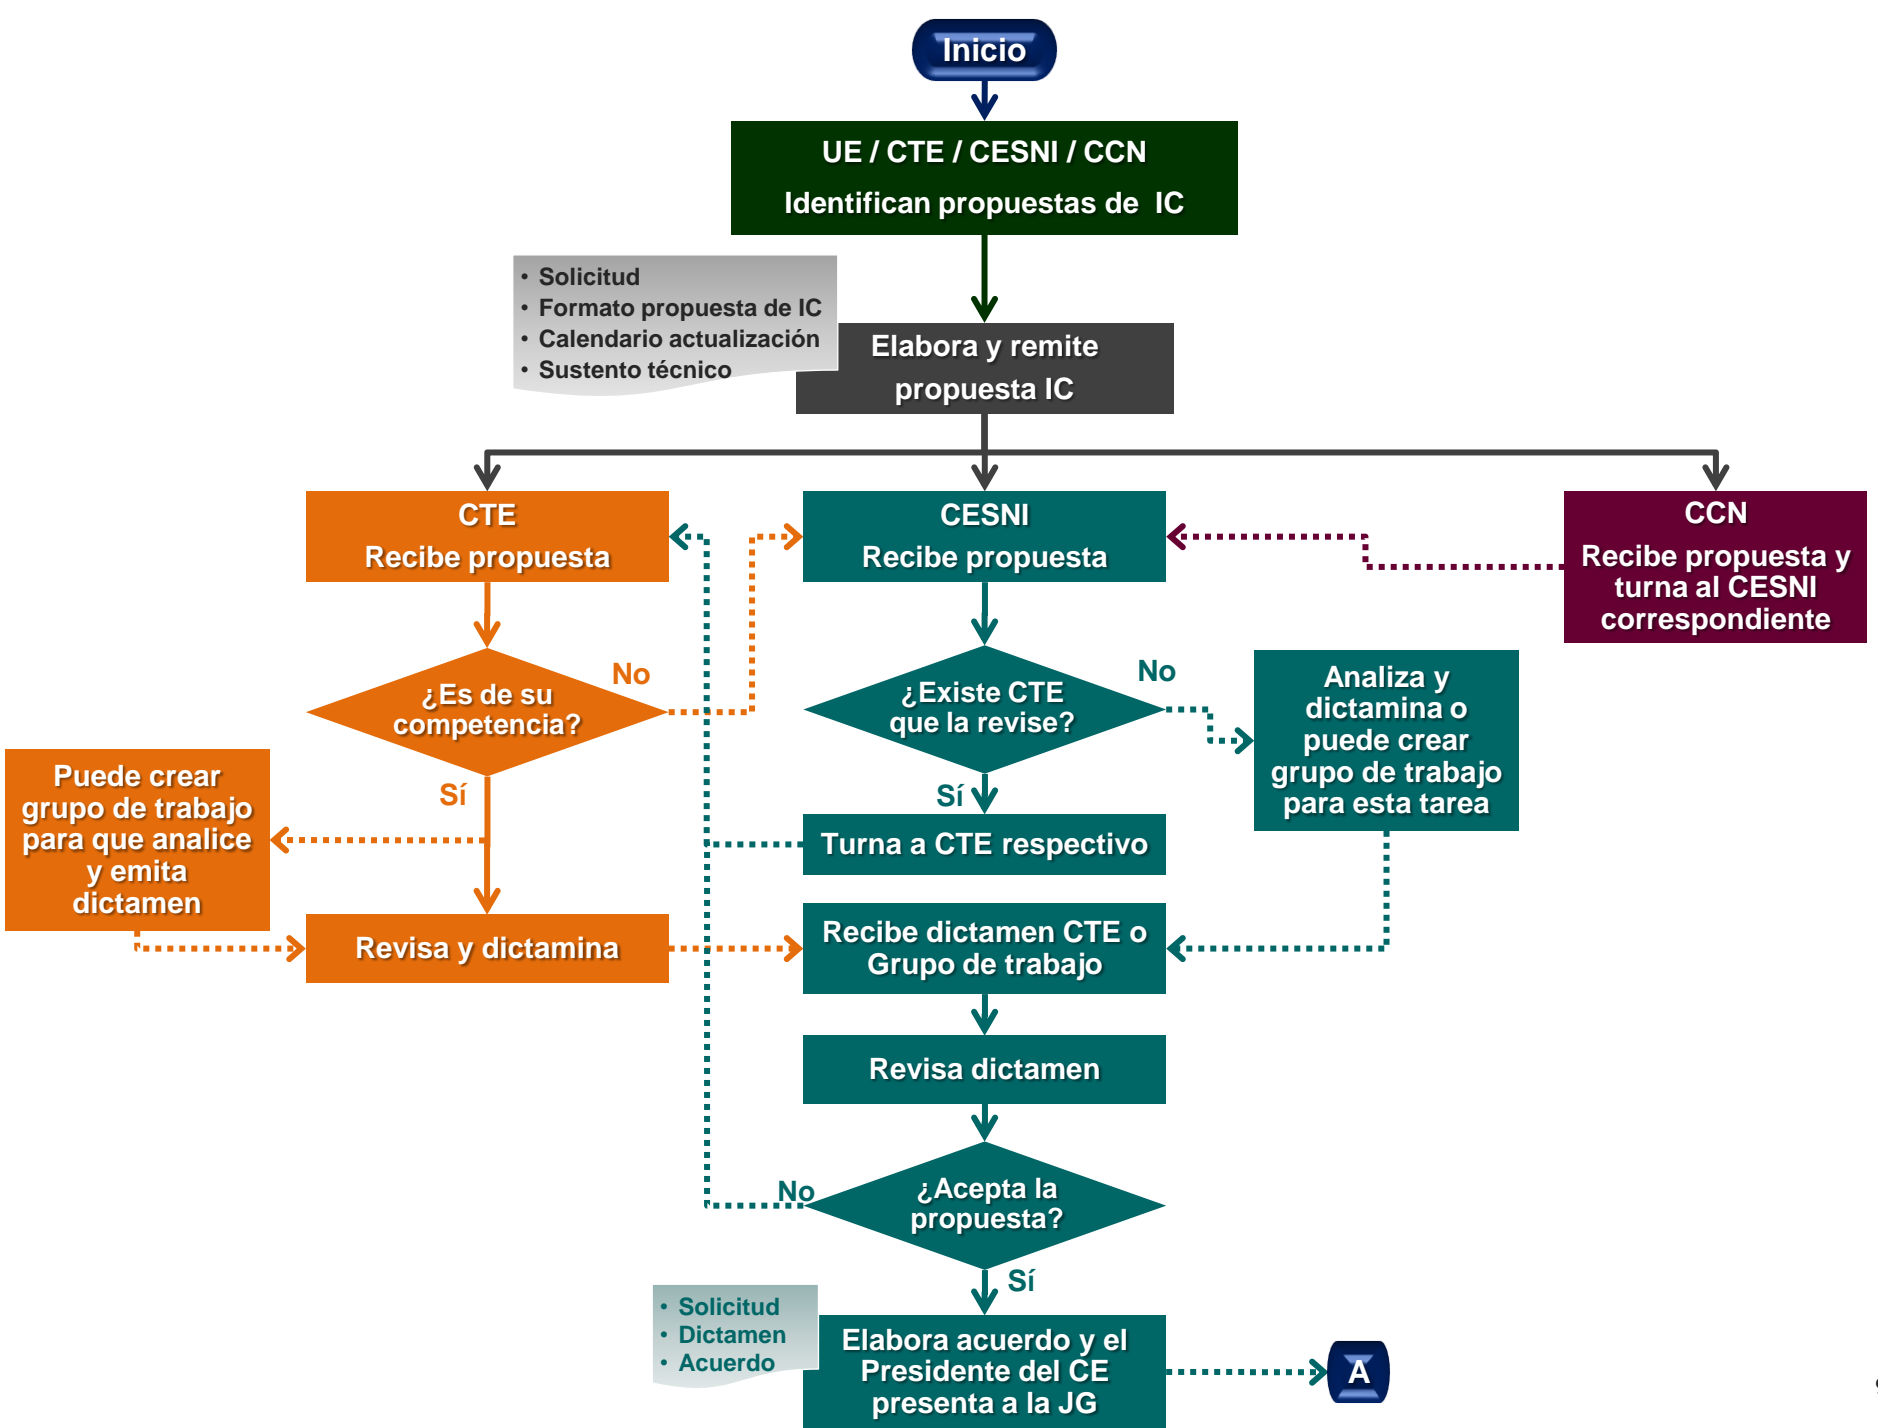 Inicio
UE / CTE / CESNI / CCN
Identifican propuestas de IC
• Solicitud
• Formato propuesta de IC
• Calendario actualización
• Sustento técnico
Elabora y remite
propuesta IC
CTE
Recibe propuesta
CESNI
Recibe propuesta
CCN
Recibe propuesta y
turna al CESNI
correspondiente
¿Es de su
competencia?
No
Sí
¿Existe CTE
que la revise?
No
Sí
Analiza y
dictamina o
puede crear
grupo de trabajo
para esta tarea
Puede crear
grupo de trabajo
para que analice
y emita
dictamen
Turna a CTE respectivo
Revisa y dictamina
Recibe dictamen CTE o
Grupo de trabajo
Revisa dictamen
¿Acepta la
propuesta?
No
Sí
• Solicitud
• Dictamen
• Acuerdo
Elabora acuerdo y el
Presidente del CE
presenta a la JG
A